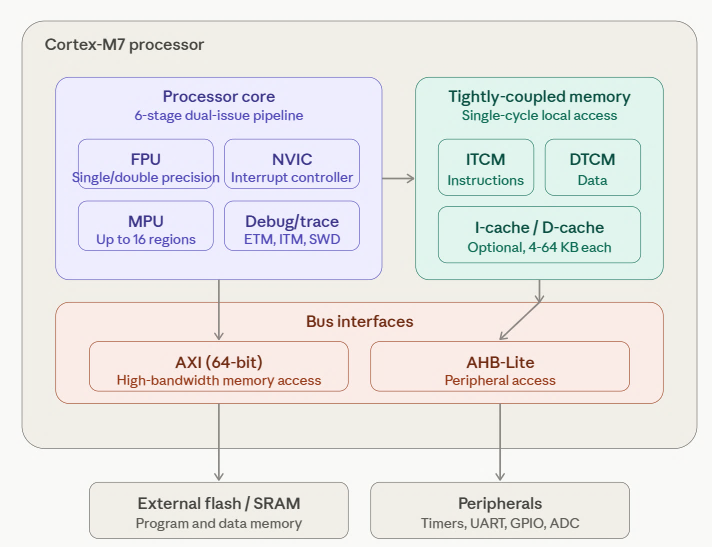 Cortex-M7 processor
Processor core
6-stage dual-issue pipeline
FPU
Single/double precision
NVIC
Interrupt controller
MPU
Up to 16 regions
Debug/trace
ETM, ITM, SWD
Tightly-coupled memory
Single-cycle local access
ITCM
Instructions
DTCM
Data
I-cache / D-cache
Optional, 4-64 KB each
Bus interfaces
AXI (64-bit)
High-bandwidth memory access
AHB-Lite
Peripheral access
External flash / SRAM
Program and data memory
Peripherals
Timers, UART, GPIO, ADC